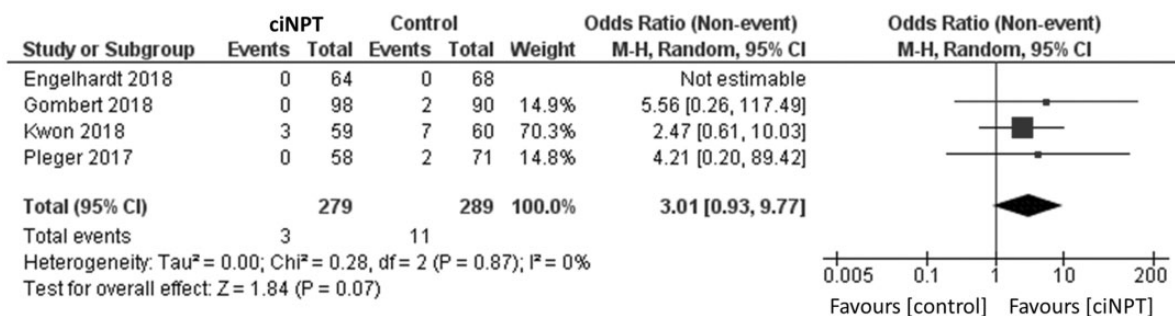 ciNPT Control Odds Ratio (Non-event) Odds Ratio (Non-event)
Study or Subgroup Events Total Events Total Weight M-H, Random, 95% CI M-H, Random, 95% CI
Engelhardt 2018 0 64 0 68 Not estimable
Gombert 2018 0 98 2 90 14.9% 5.56 [0.26, 117.49]
Kwon 2018 3 59 7 60 70.3% 2.47 [0.61, 10.03]
Pleger 2017 0 58 2 71 14.8% 4.21 [0.20, 89.42]
Total (95% CI) 279 289 100.0% 3.01 [0.93, 9.77]
Total events 3 11
Heterogeneity: Tau² = 0.00; Chi² = 0.28, df = 2 (P = 0.87); I² = 0%
Test for overall effect: Z = 1.84 (P = 0.07)
0.005 0.1 1 10 200
Favours [control] Favours [ciNPT]